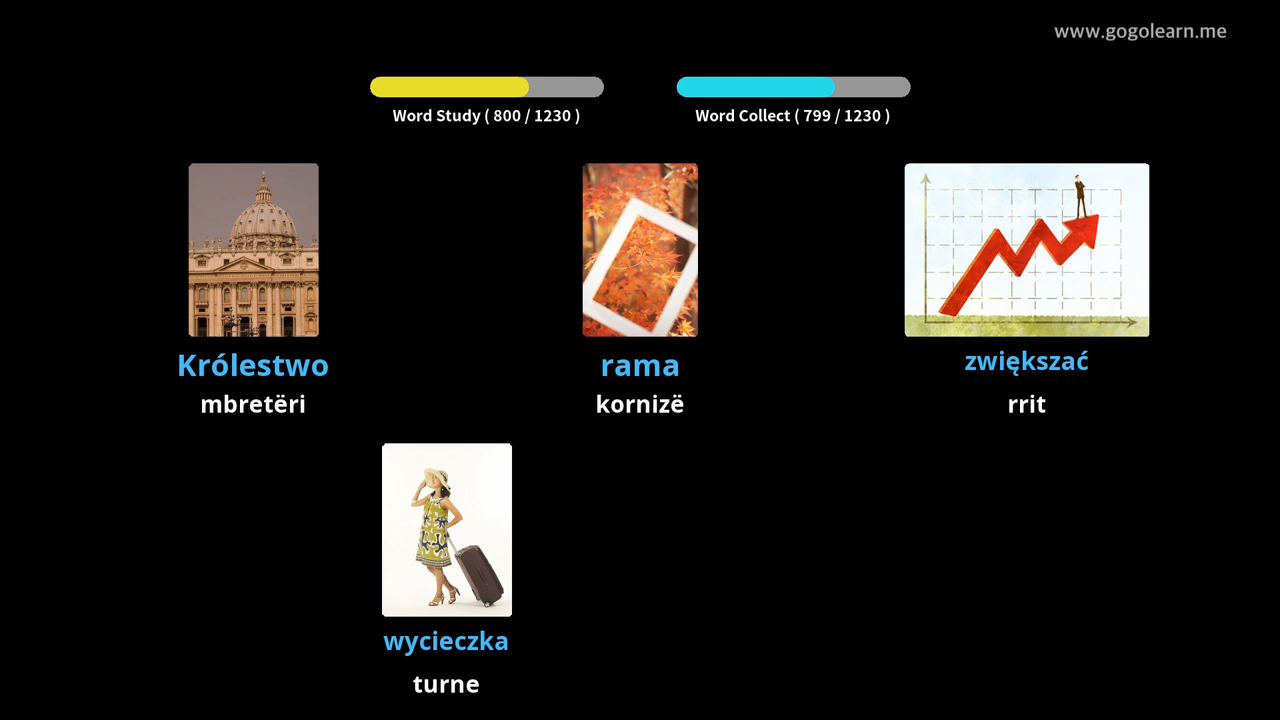 www.gogolearn.me
Word Study ( 800 / 1230 )
Word Collect ( 799 / 1230 )
Królestwo
mbretëri
rama
kornizë
zwiększać
rrit
wycieczka
turne